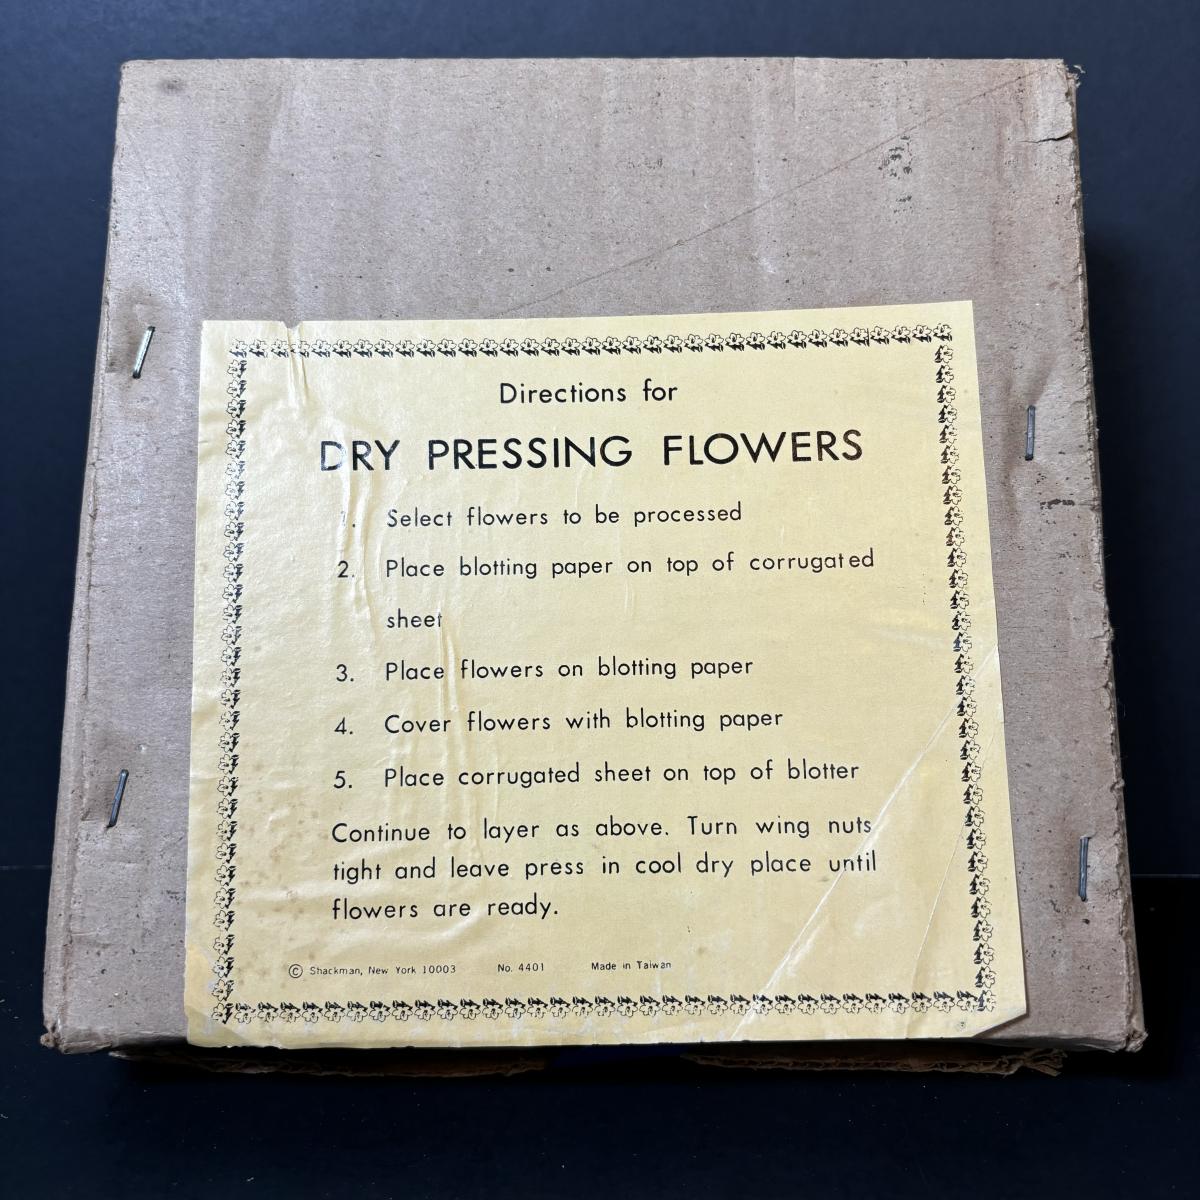 Directions for
DRY PRESSING FLOWERS
1. Select flowers to be processed
2. Place blotting paper on top of corrugated
sheet
3. Place flowers on blotting paper
4. Cover flowers with blotting paper
5. Place corrugated sheet on top of blotter
Continue to layer as above. Turn wing nuts
tight and leave press in cool dry place until
flowers are ready.
© Shackman, New York 10003 No. 4401 Made in Taiwan